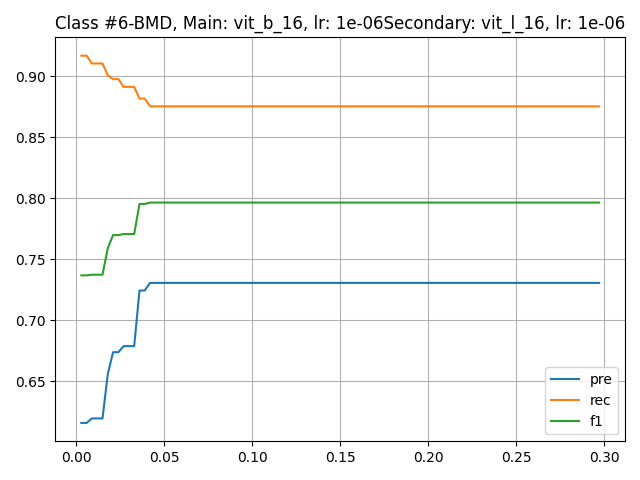 Class #6-BMD, Main: vit_b_16, lr: 1e-06Secondary: vit_l_16, lr: 1e-06
0.90
0.85
0.80
0.75
0.70
0.65
0.00 0.05 0.10 0.15 0.20 0.25 0.30
pre
rec
f1